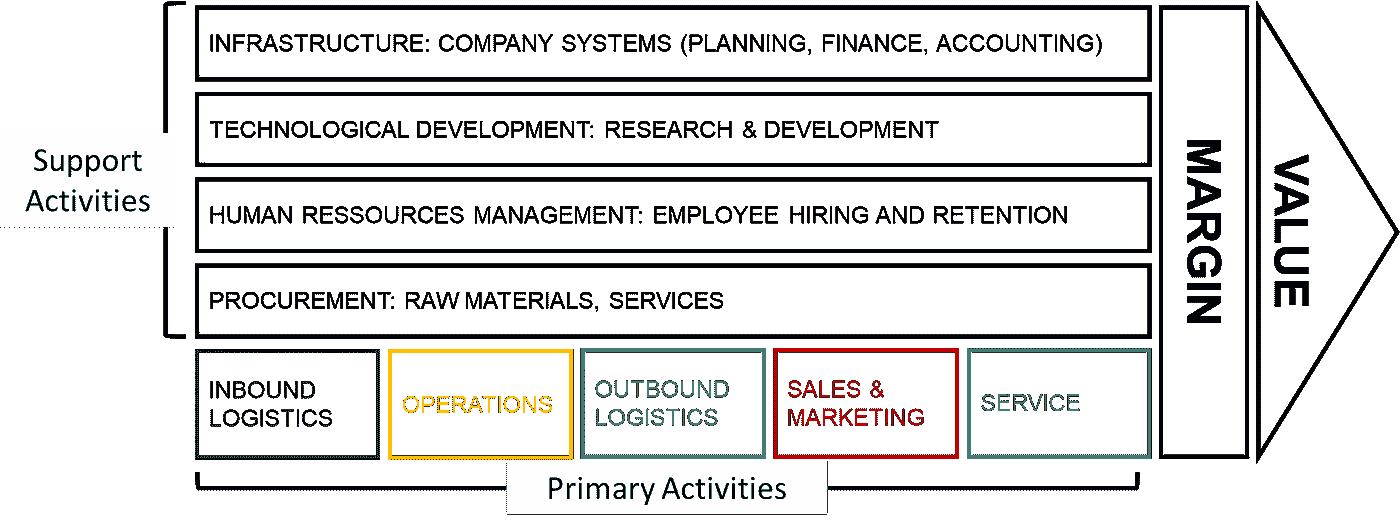 Support
Activities
INFRASTRUCTURE: COMPANY SYSTEMS (PLANNING, FINANCE, ACCOUNTING)
TECHNOLOGICAL DEVELOPMENT: RESEARCH & DEVELOPMENT
HUMAN RESSOURCES MANAGEMENT: EMPLOYEE HIRING AND RETENTION
PROCUREMENT: RAW MATERIALS, SERVICES
INBOUND
LOGISTICS
OPERATIONS
OUTBOUND
LOGISTICS
SALES &
MARKETING
SERVICE
Primary Activities
MARGIN
VALUE